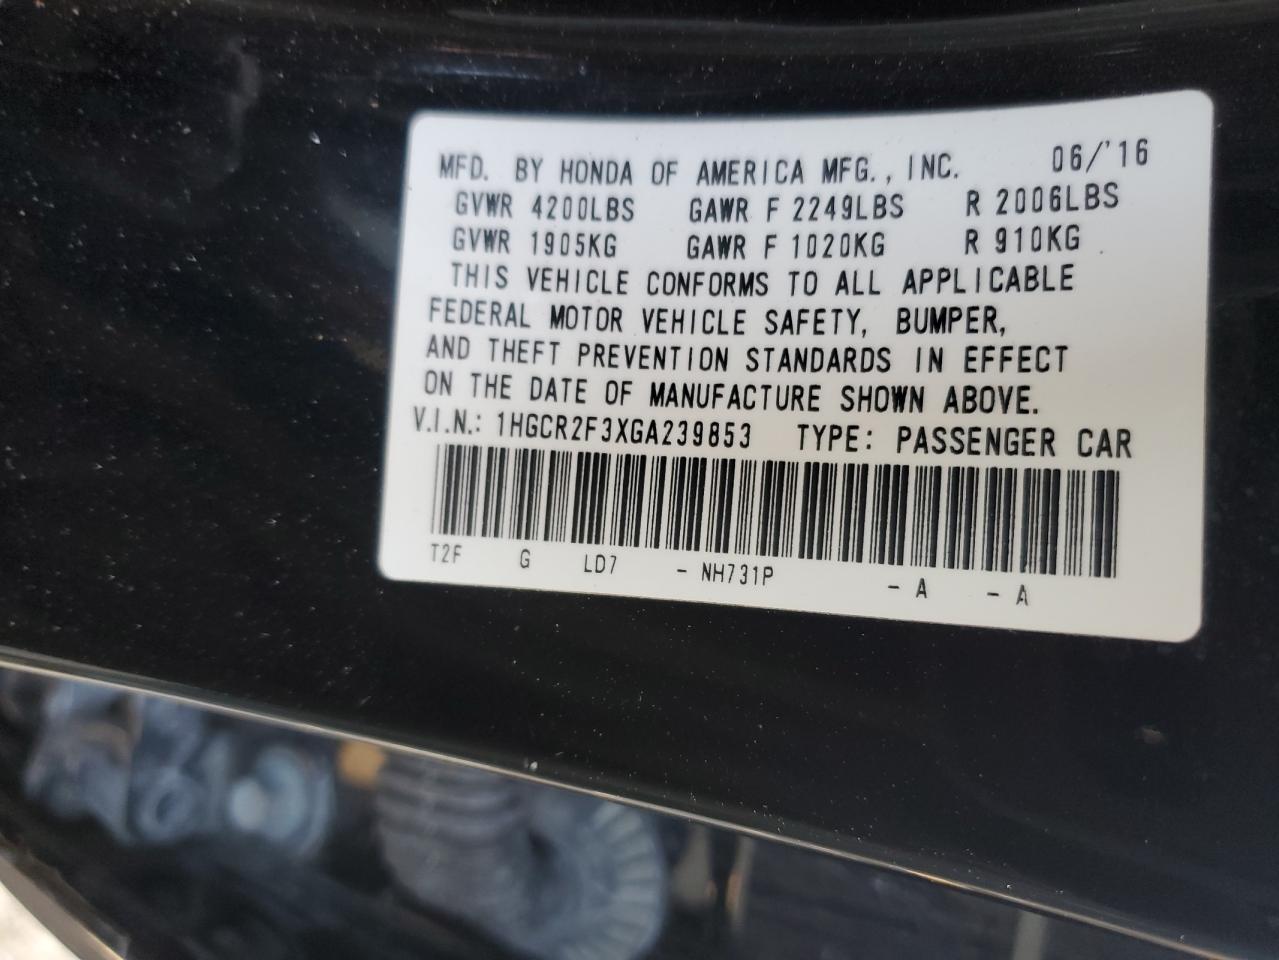 MFD. BY HONDA OF AMERICA MFG., INC. 06/'16
GVWR 4200LBS GAWR F 2249LBS R 2006LBS
GVWR 1905KG GAWR F 1020KG R 910KG
THIS VEHICLE CONFORMS TO ALL APPLICABLE
FEDERAL MOTOR VEHICLE SAFETY, BUMPER,
AND THEFT PREVENTION STANDARDS IN EFFECT
ON THE DATE OF MANUFACTURE SHOWN ABOVE.
V.I.N.: 1HGCR2F3XGA239853 TYPE: PASSENGER CAR
T2F G LD7 - NH731P - A - A